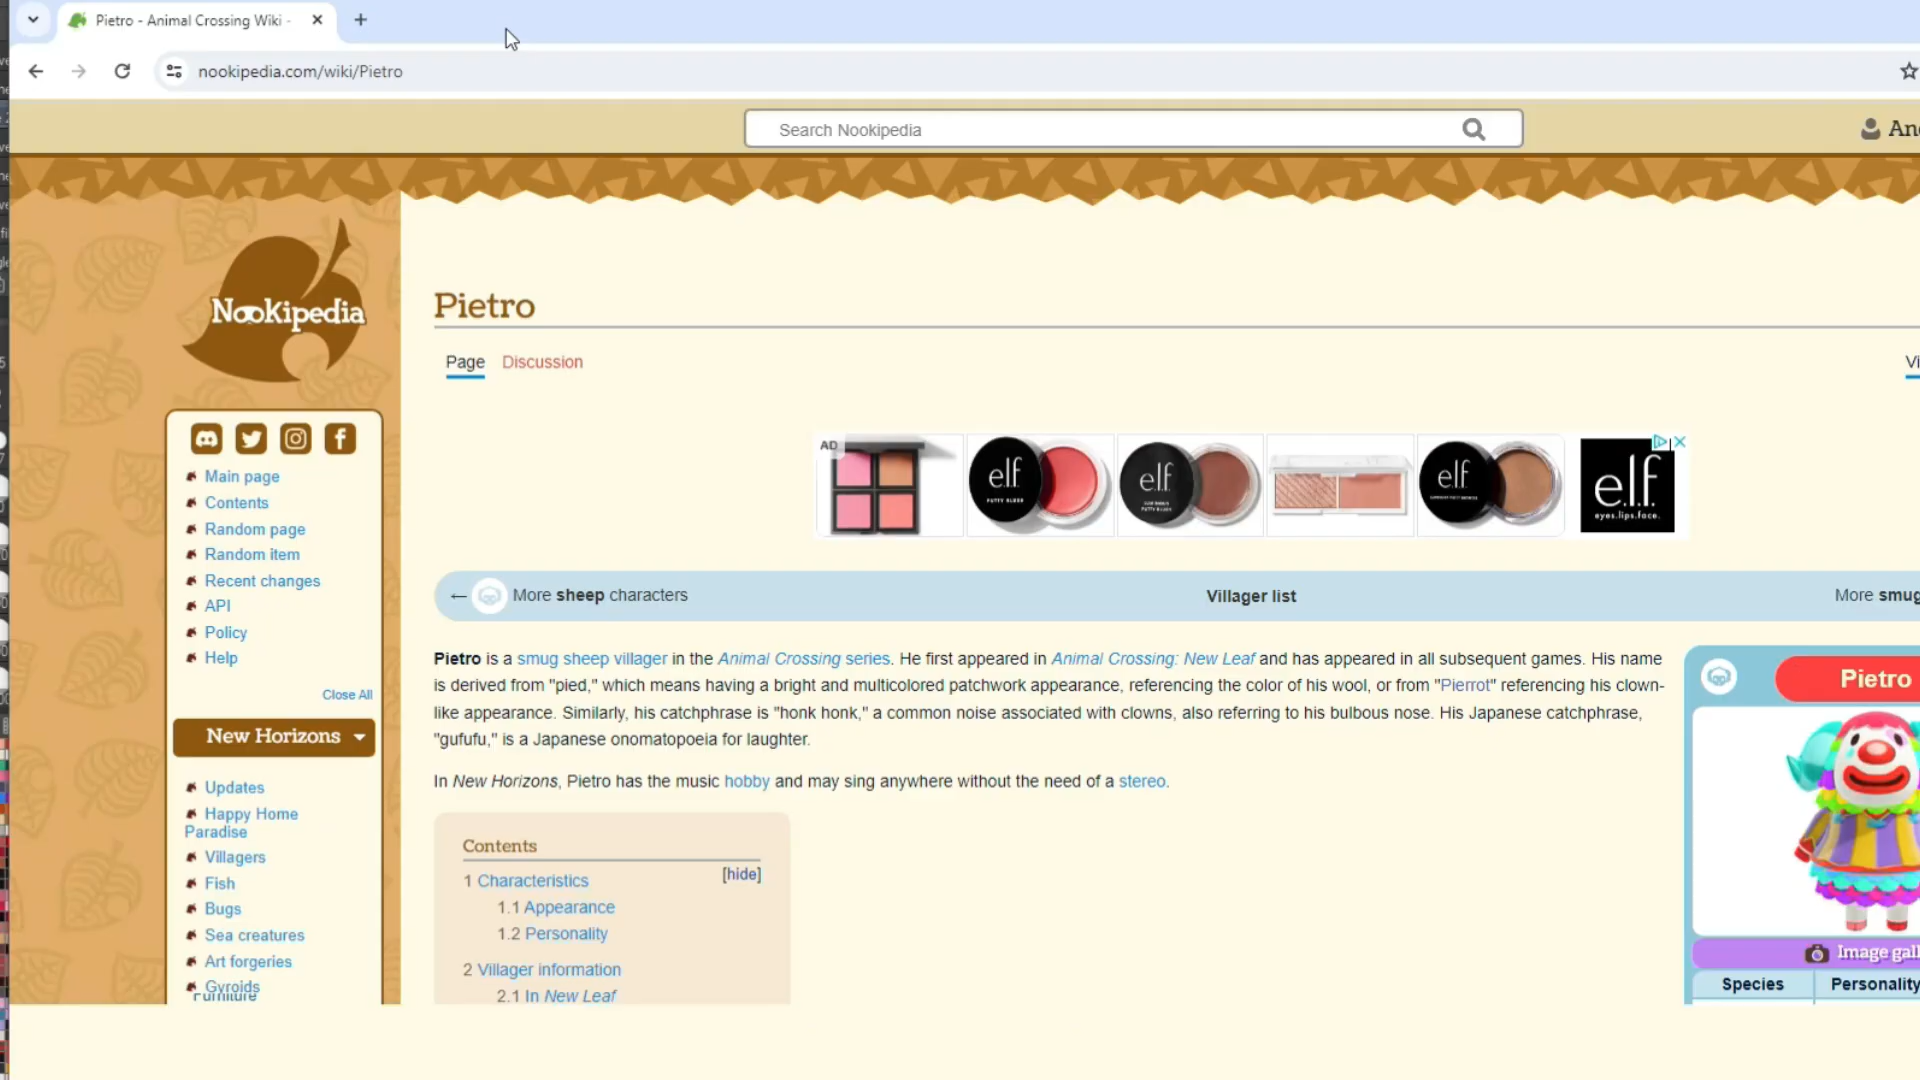 Pietro - Animal Crossing Wiki -
nookipedia.com/wiki/Pietro
Search Nookipedia
Nookipedia
Pietro
Page Discussion
AD
e.l.f.
PUTTY BLUSH
e.l.f.
PUTTY BLUSH
e.l.f.
e.l.f.
eyes.lips.face.
← More sheep characters Villager list More smug
Main page
Contents
Random page
Random item
Recent changes
API
Policy
Help
Close All
New Horizons
Updates
Happy Home
Paradise
Villagers
Fish
Bugs
Sea creatures
Art forgeries
Gyroids
Furniture
Pietro is a smug sheep villager in the Animal Crossing series. He first appeared in Animal Crossing: New Leaf and has appeared in all subsequent games. His name
is derived from "pied," which means having a bright and multicolored patchwork appearance, referencing the color of his wool, or from "Pierrot" referencing his clown-
like appearance. Similarly, his catchphrase is "honk honk," a common noise associated with clowns, also referring to his bulbous nose. His Japanese catchphrase,
"gufufu," is a Japanese onomatopoeia for laughter.
In New Horizons, Pietro has the music hobby and may sing anywhere without the need of a stereo.
Contents
[hide]
1 Characteristics
1.1 Appearance
1.2 Personality
2 Villager information
2.1 In New Leaf
Pietro
Image gall
Species Personality